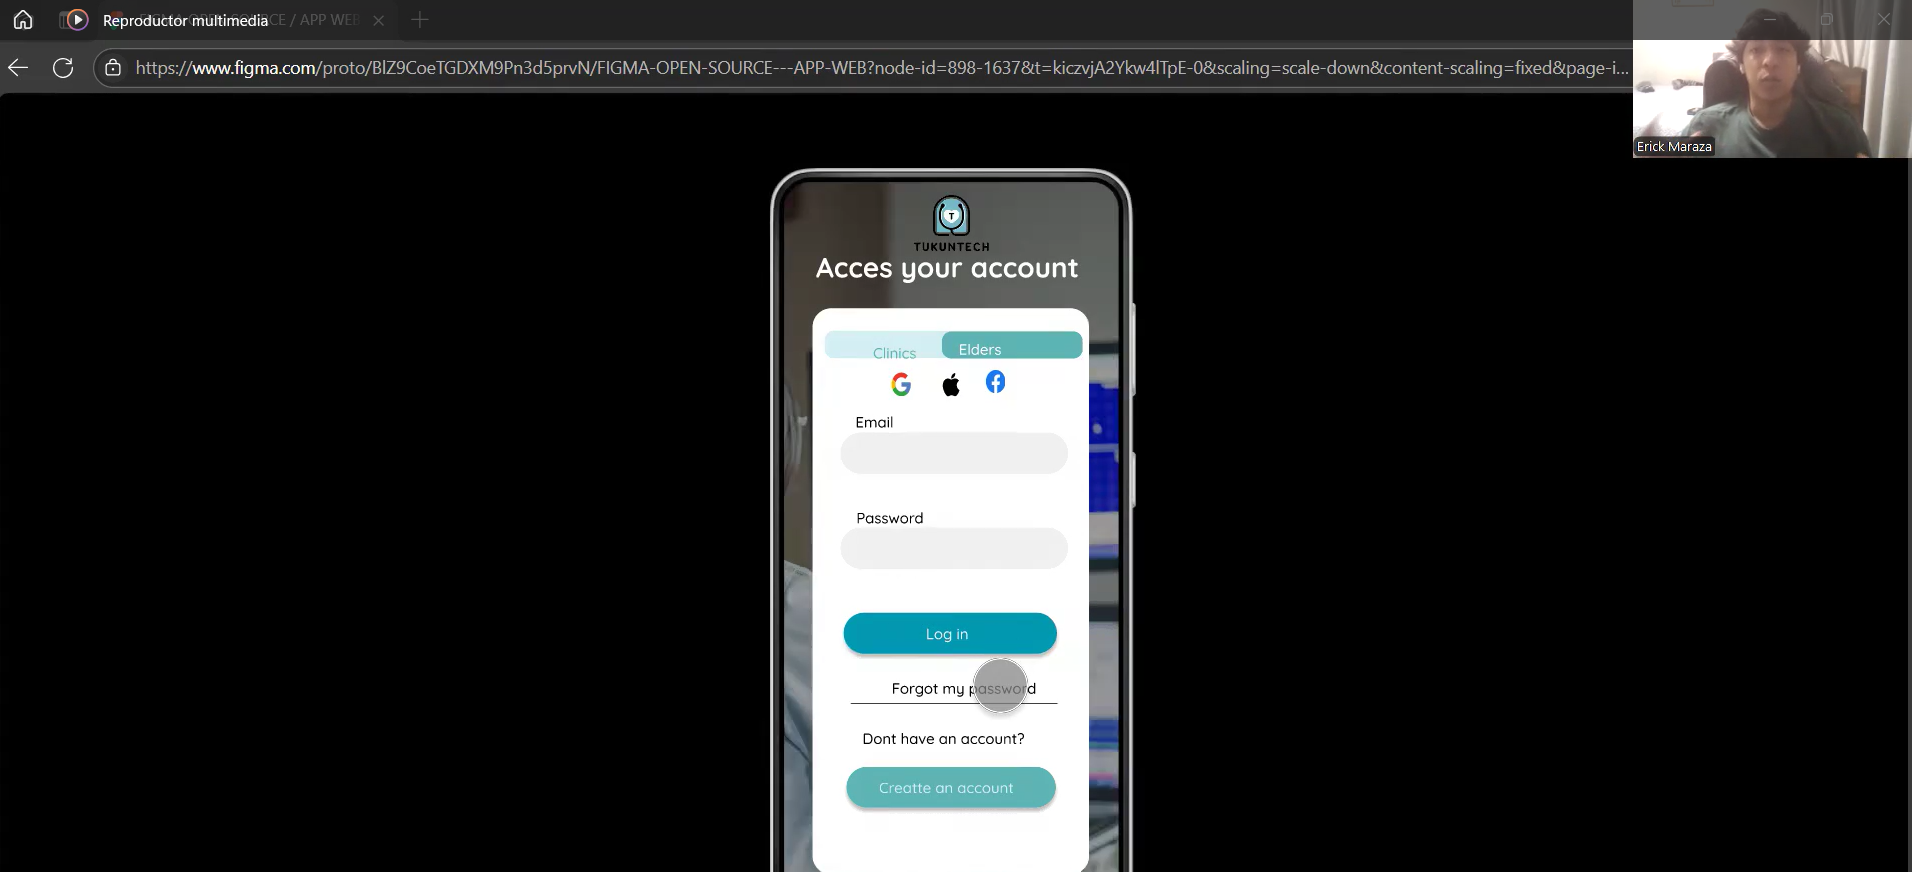 Reproductor multimedia
SOURCE / APP WEB
https://www.figma.com/proto/BlZ9CoeTGDXM9Pn3d5prvN/FIGMA-OPEN-SOURCE---APP-WEB?node-id=898-1637&t=kiczvjA2Ykw4lTpE-0&scaling=scale-down&content-scaling=fixed&page-i...
Erick Maraza
T
TUKUNTECH
Acces your account
Clinics
Elders
Email
Password
Log in
Forgot my password
Dont have an account?
Creatte an account